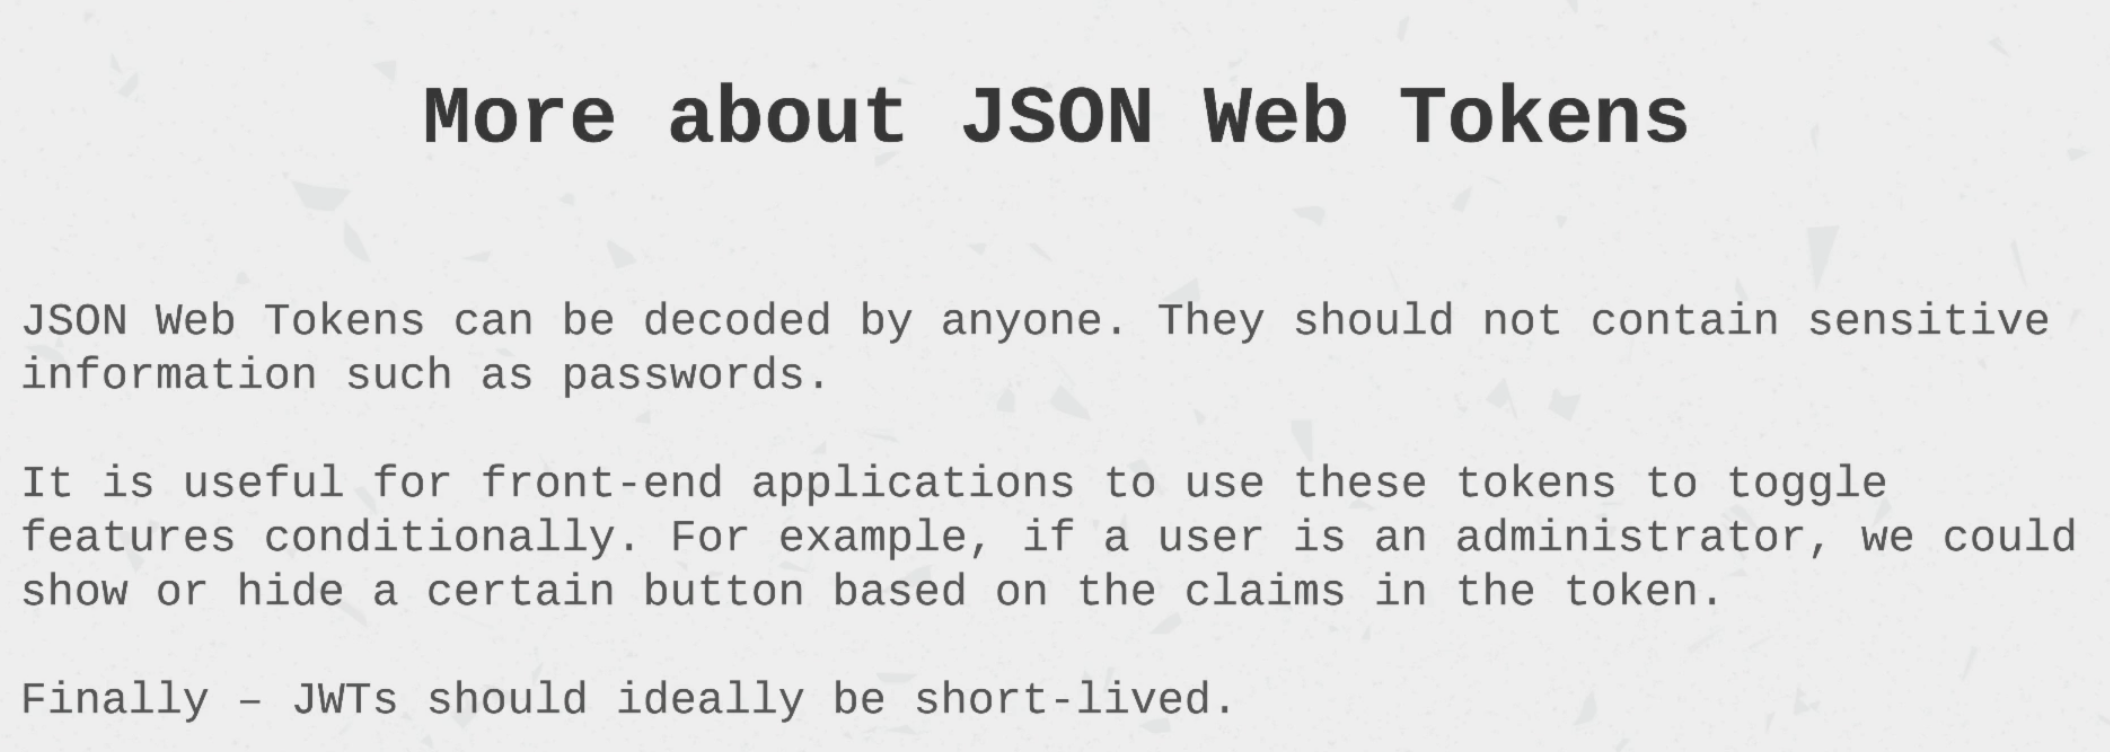 More about JSON Web Tokens
JSON Web Tokens can be decoded by anyone. They should not contain sensitive
information such as passwords.
It is useful for front-end applications to use these tokens to toggle
features conditionally. For example, if a user is an administrator, we could
show or hide a certain button based on the claims in the token.
Finally – JWTs should ideally be short-lived.